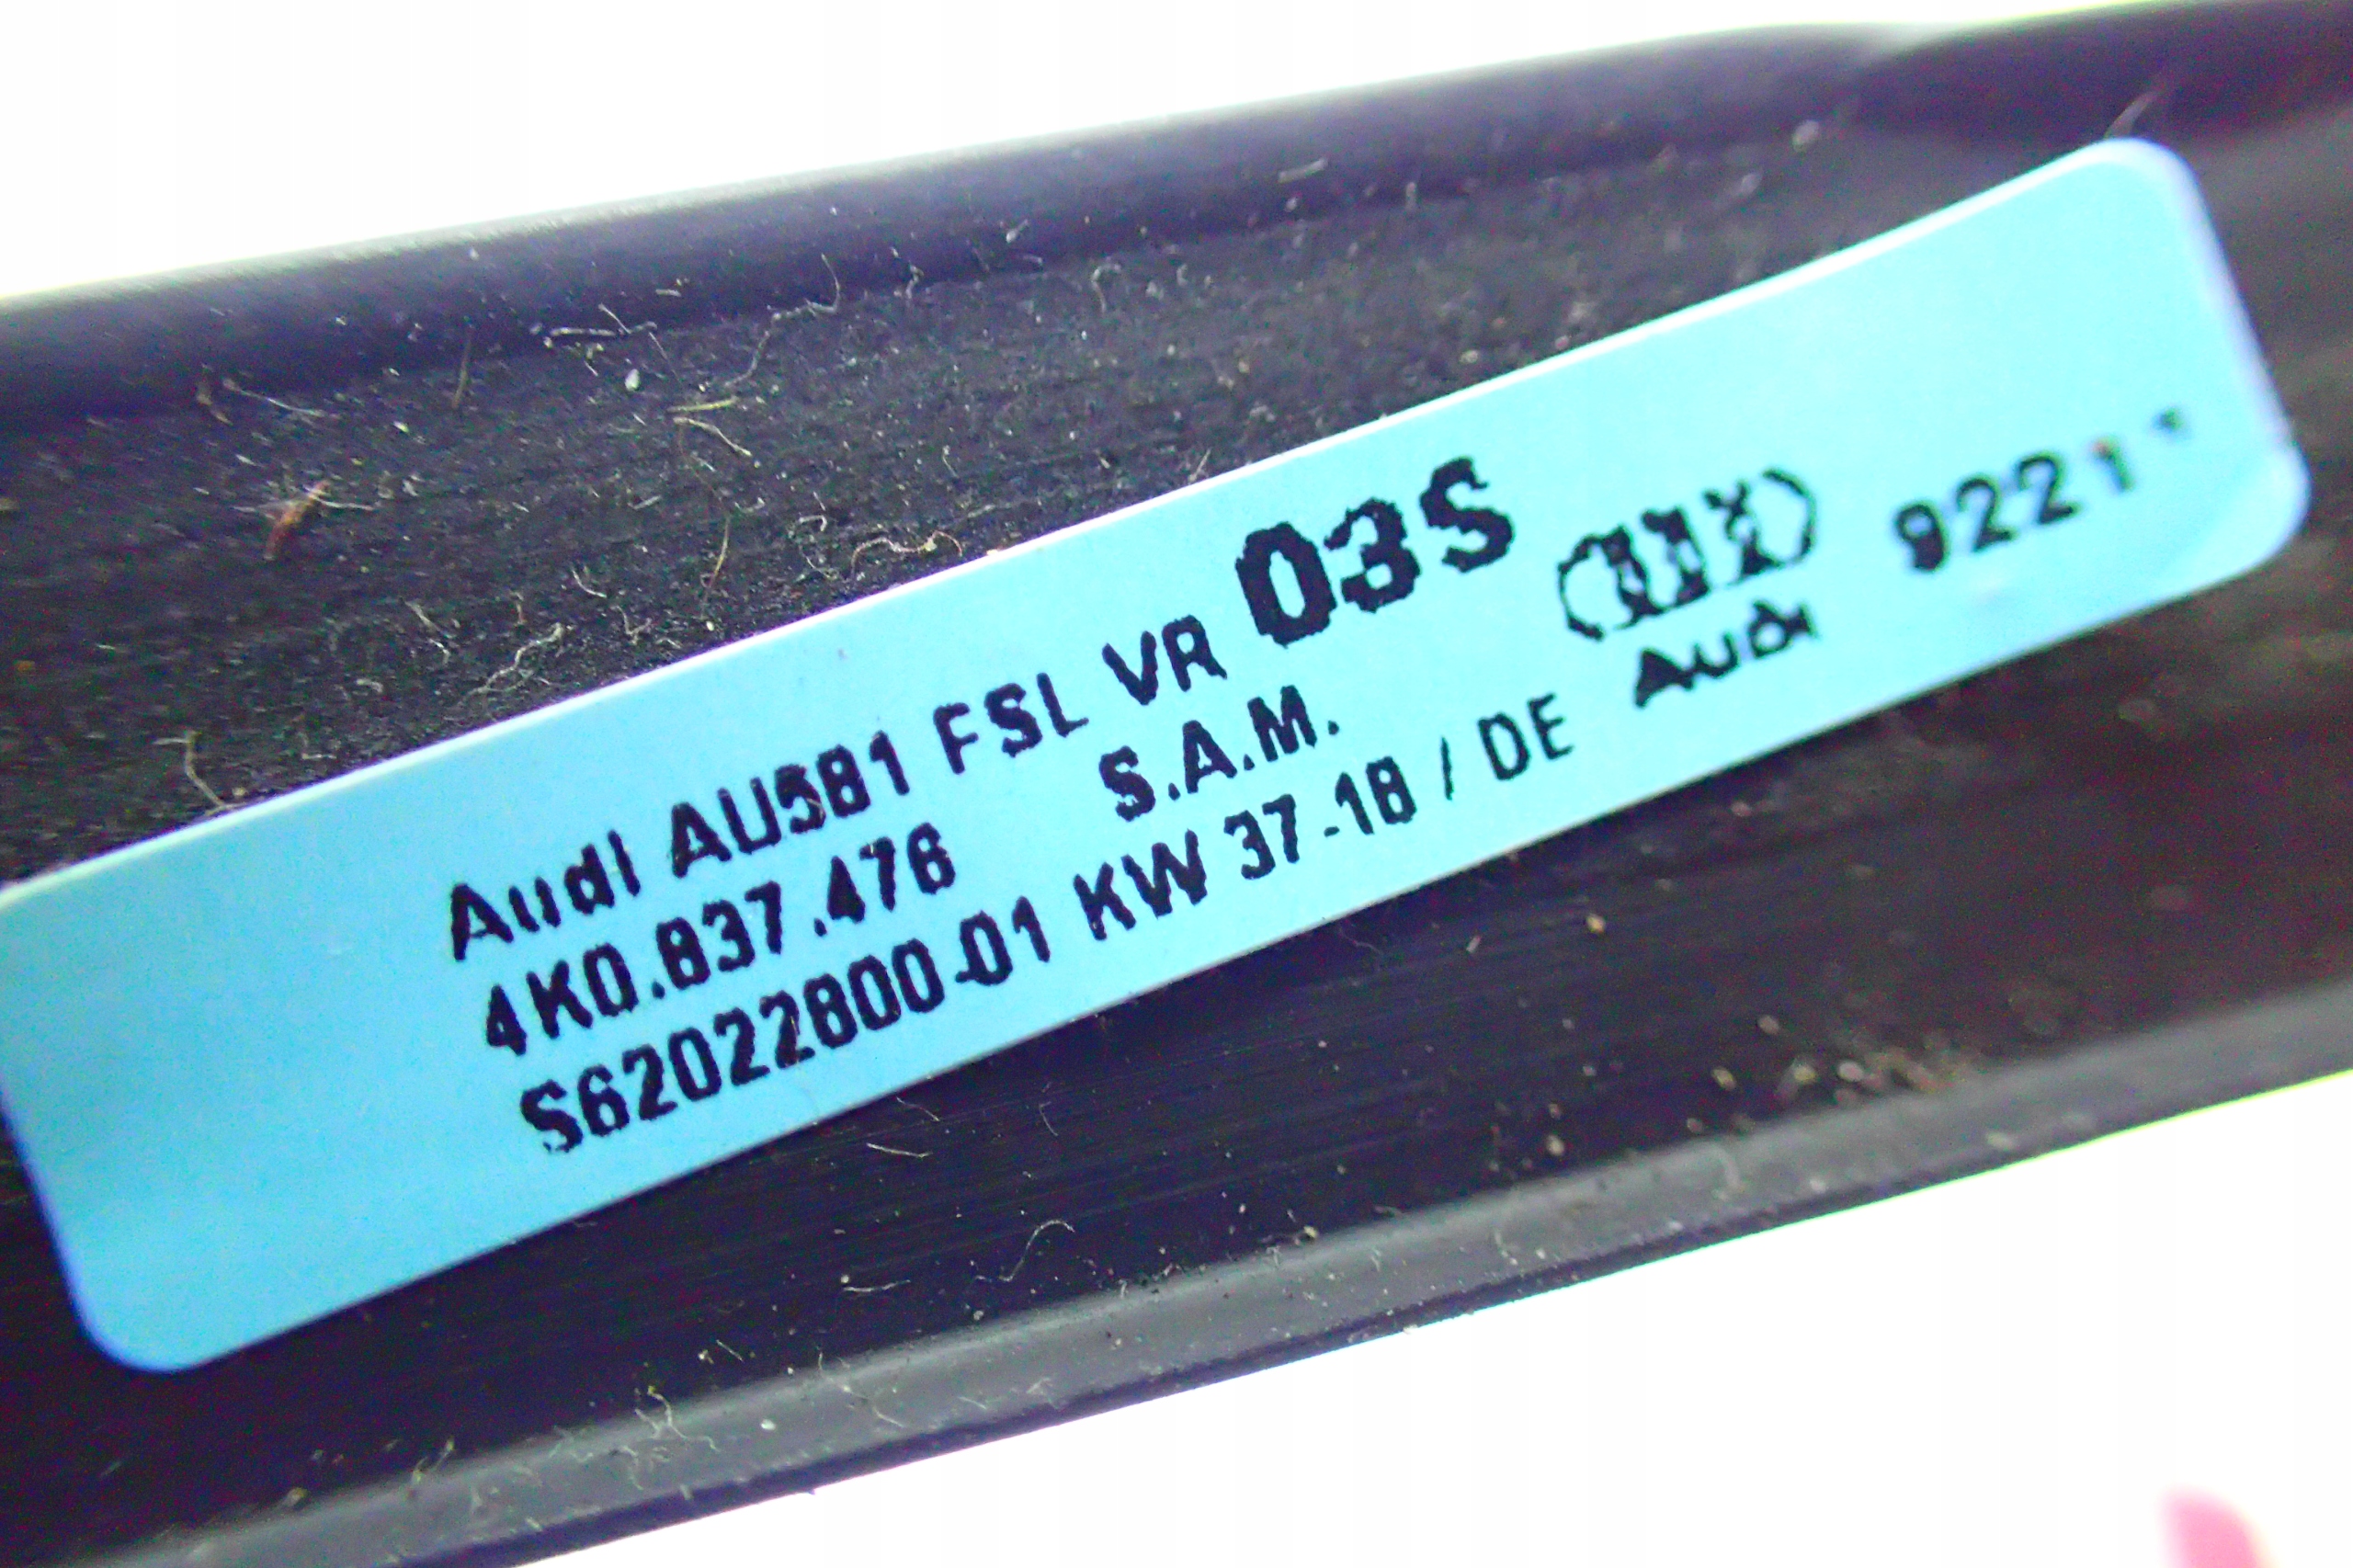 Audi AU581 FSL VR 03S
4K0.837.476 S.A.M.
S62022800-01 KW 37-18 / DE
Audi
9221